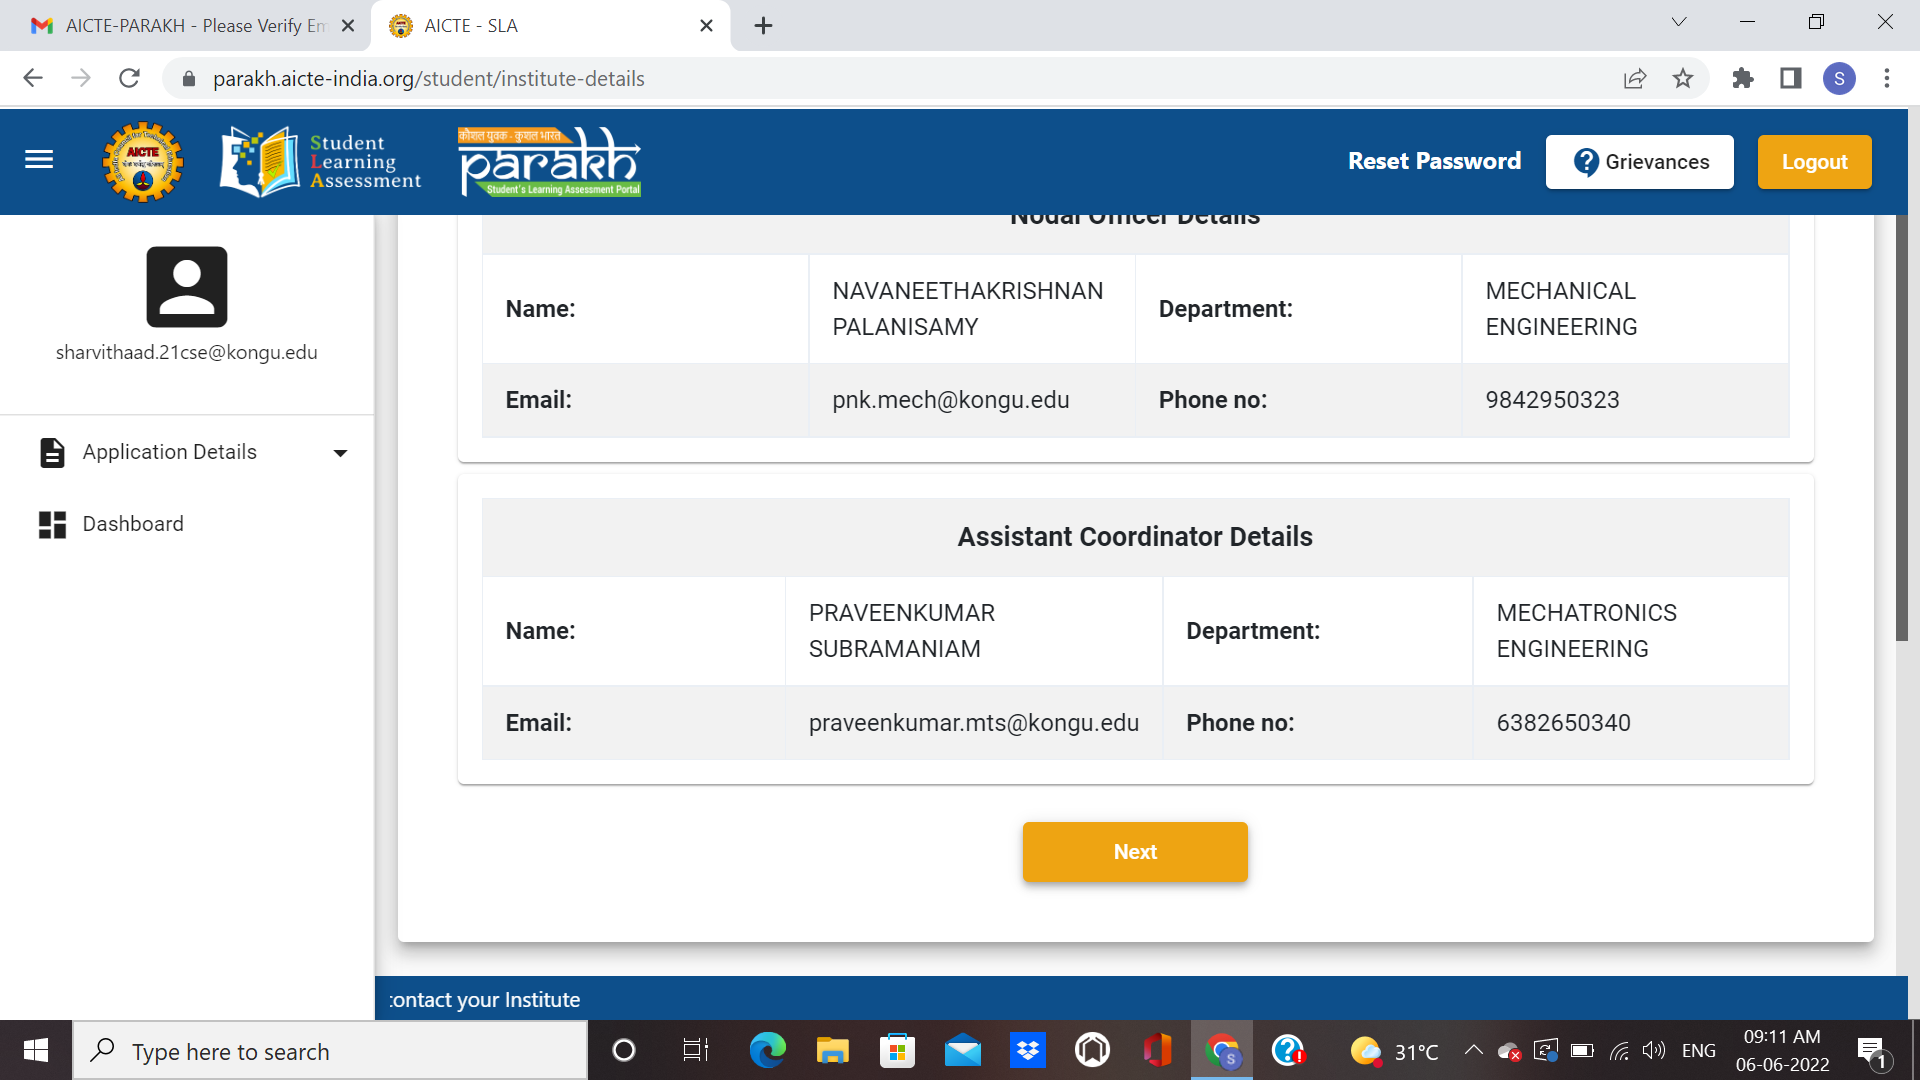 AICTE-PARAKH - Please Verify Em
AICTE - SLA
parakh.aicte-india.org/student/institute-details
S
AICTE
Student
Learning
Assessment
कौशल युवक - कुशल भारत
parakh
Student's Learning Assessment Portal
Reset Password
Grievances
Logout
Nodal Officer Details
sharvithaad.21cse@kongu.edu
Application Details
Dashboard
Name:
NAVANEETHAKRISHNAN
PALANISAMY
Department:
MECHANICAL
ENGINEERING
Email:
pnk.mech@kongu.edu
Phone no:
9842950323
Assistant Coordinator Details
Name:
PRAVEENKUMAR
SUBRAMANIAM
Department:
MECHATRONICS
ENGINEERING
Email:
praveenkumar.mts@kongu.edu
Phone no:
6382650340
Next
contact your Institute
Type here to search
S
31°C
ENG
09:11 AM
06-06-2022
1